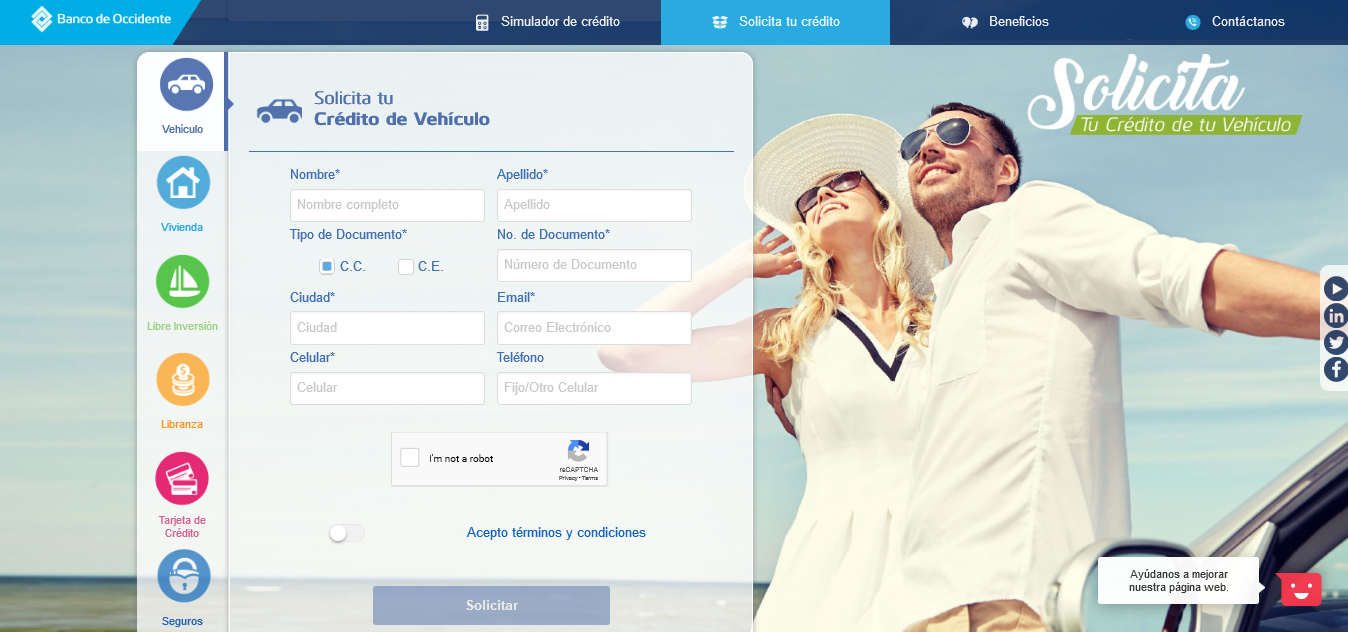 Banco de Occidente
Simulador de crédito
Solicita tu crédito
Beneficios
Contáctanos
Solicita
Tu Crédito de tu Vehículo
Vehículo
Vivienda
Libre Inversión
Libranza
Tarjeta de
Crédito
Seguros
Solicita tu
Crédito de Vehículo
Nombre*
Apellido*
Nombre completo
Apellido
Tipo de Documento*
No. de Documento*
C.C.
C.E.
Número de Documento
Ciudad*
Email*
Ciudad
Correo Electrónico
Celular*
Teléfono
Celular
Fijo/Otro Celular
I'm not a robot
reCAPTCHA
Privacy - Terms
Acepto términos y condiciones
Solicitar
in
f
Ayúdanos a mejorar
nuestra página web.